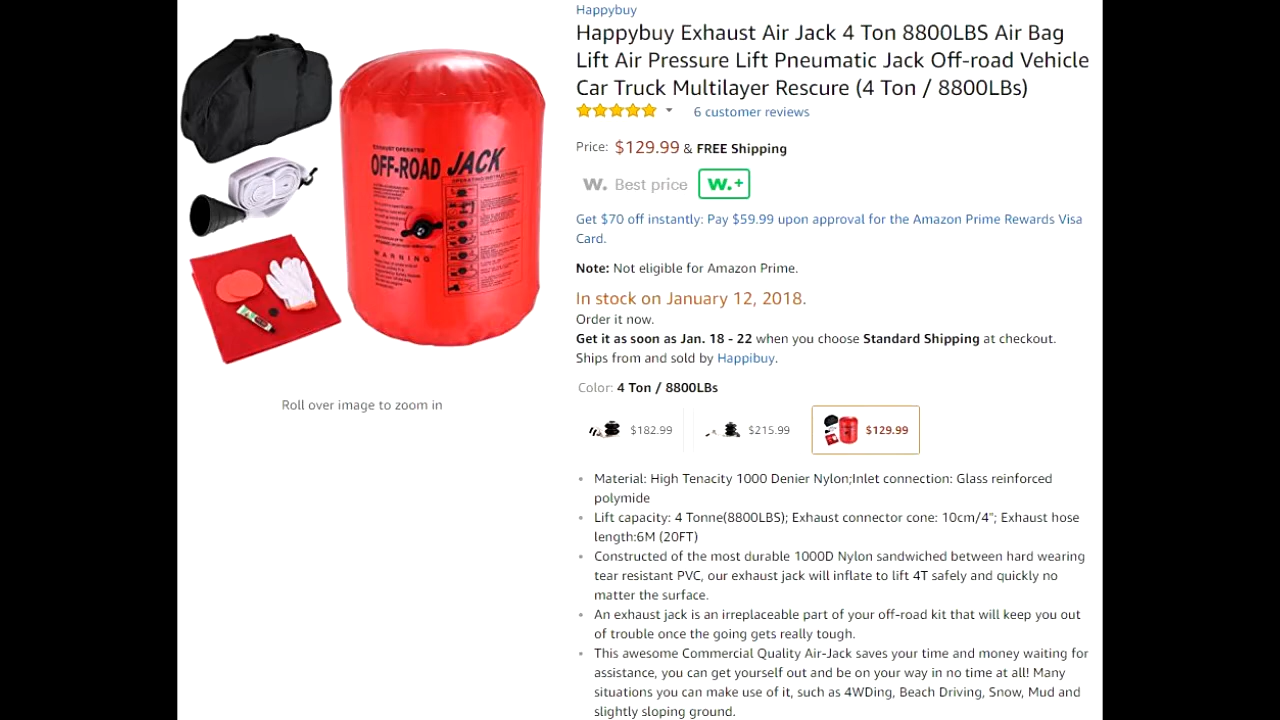 Happybuy
Happybuy Exhaust Air Jack 4 Ton 8800LBS Air Bag
Lift Air Pressure Lift Pneumatic Jack Off-road Vehicle
Car Truck Multilayer Rescure (4 Ton / 8800LBs)
6 customer reviews
Price: $129.99 & FREE Shipping
w. Best price w.+
Get $70 off instantly: Pay $59.99 upon approval for the Amazon Prime Rewards Visa
Card.
Note: Not eligible for Amazon Prime.
In stock on January 12, 2018.
Order it now.
Get it as soon as Jan. 18 - 22 when you choose Standard Shipping at checkout.
Ships from and sold by Happibuy.
Color: 4 Ton / 8800LBs
$182.99
$215.99
$129.99
Material: High Tenacity 1000 Denier Nylon;Inlet connection: Glass reinforced
polymide
Lift capacity: 4 Tonne(8800LBS); Exhaust connector cone: 10cm/4"; Exhaust hose
length:6M (20FT)
Constructed of the most durable 1000D Nylon sandwiched between hard wearing
tear resistant PVC, our exhaust jack will inflate to lift 4T safely and quickly no
matter the surface.
An exhaust jack is an irreplaceable part of your off-road kit that will keep you out
of trouble once the going gets really tough.
This awesome Commercial Quality Air-Jack saves your time and money waiting for
assistance, you can get yourself out and be on your way in no time at all! Many
situations you can make use of it, such as 4WDing, Beach Driving, Snow, Mud and
slightly sloping ground.
EXHAUST OPERATED
OFF-ROAD JACK
OPERATING INSTRUCTIONS
WARNING
Roll over image to zoom in